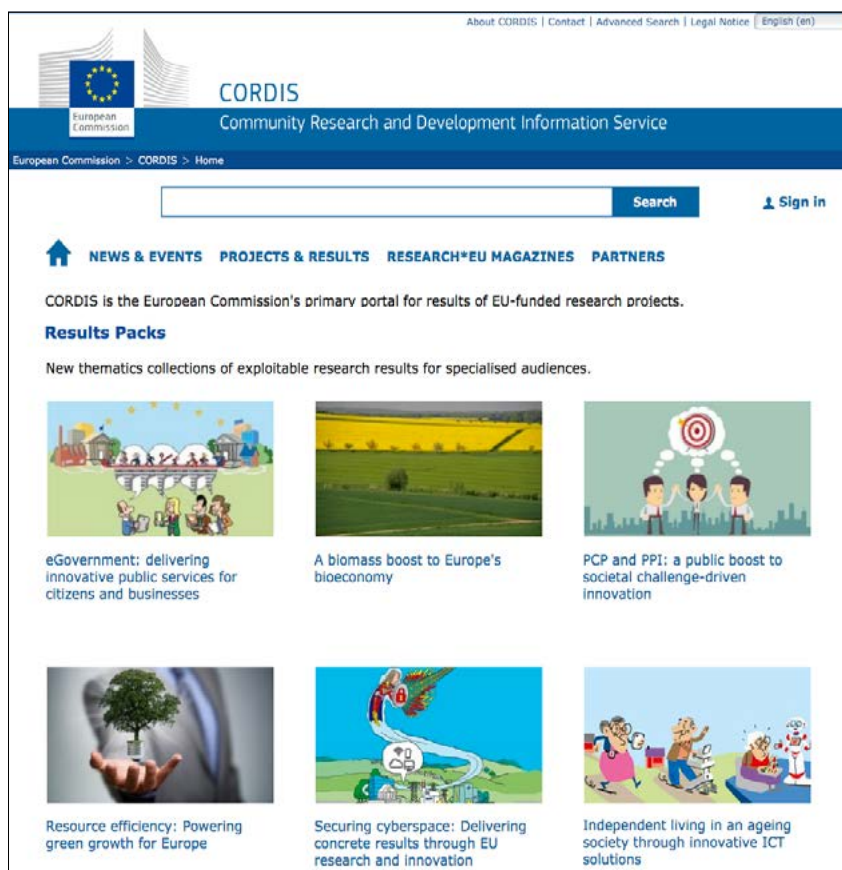 About CORDIS | Contact | Advanced Search | Legal Notice English (en)
European
Commission
CORDIS
Community Research and Development Information Service
European Commission > CORDIS > Home
Search
Sign in
NEWS & EVENTS PROJECTS & RESULTS RESEARCH*EU MAGAZINES PARTNERS
CORDIS is the European Commission's primary portal for results of EU-funded research projects.
Results Packs
New thematics collections of exploitable research results for specialised audiences.
eGovernment: delivering
innovative public services for
citizens and businesses
A biomass boost to Europe's
bioeconomy
PCP and PPI: a public boost to
societal challenge-driven
innovation
Resource efficiency: Powering
green growth for Europe
Securing cyberspace: Delivering
concrete results through EU
research and innovation
Independent living in an ageing
society through innovative ICT
solutions